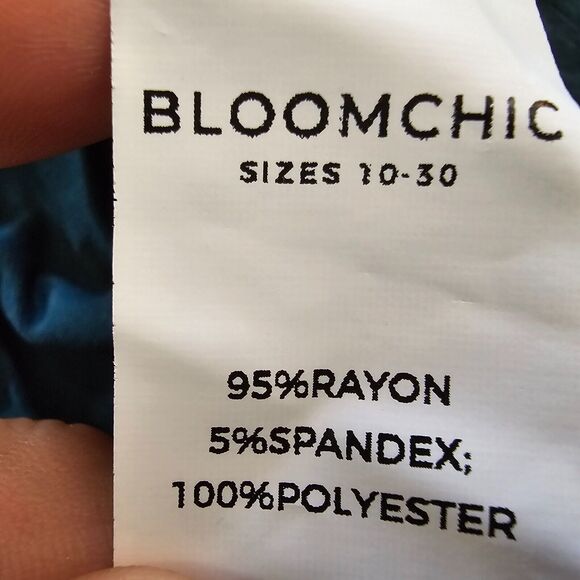 BLOOMCHIC
SIZES 10-30
95%RAYON
5%SPANDEX;
100%POLYESTER